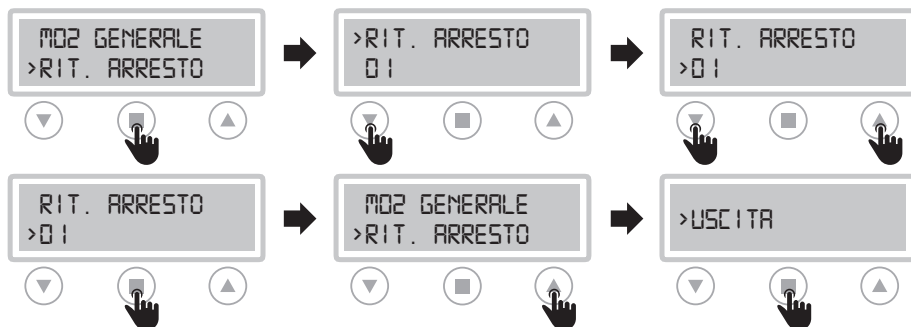 M02 GENERALE
>RIT. ARRESTO
>RIT. ARRESTO
01
RIT. ARRESTO
>01
RIT. ARRESTO
>01
M02 GENERALE
>RIT. ARRESTO
>USCITA